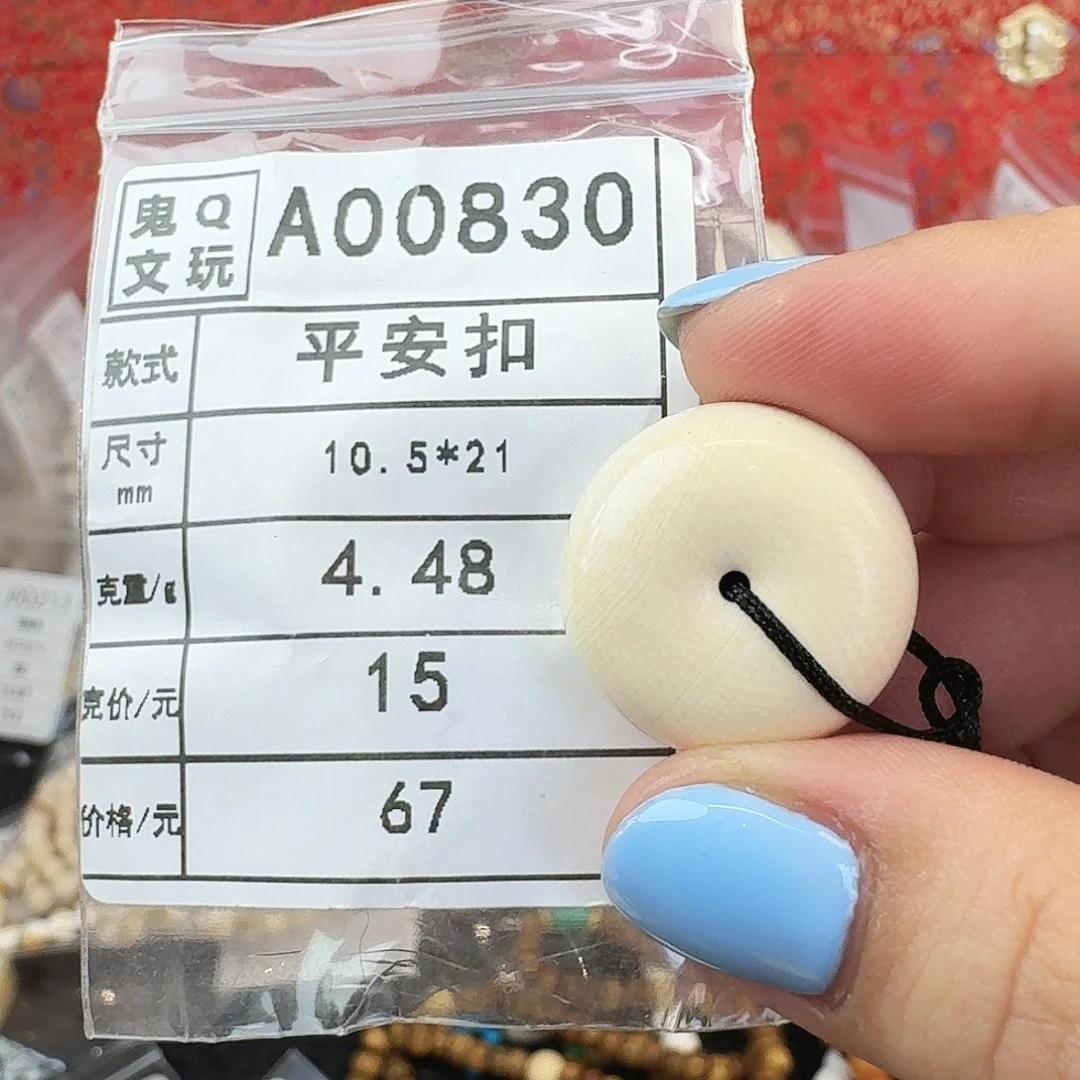 鬼Q
文玩
A00830
款式 平安扣
尺寸 mm 10.5*21
克重/g 4.48
克价/元 15
价格/元 67